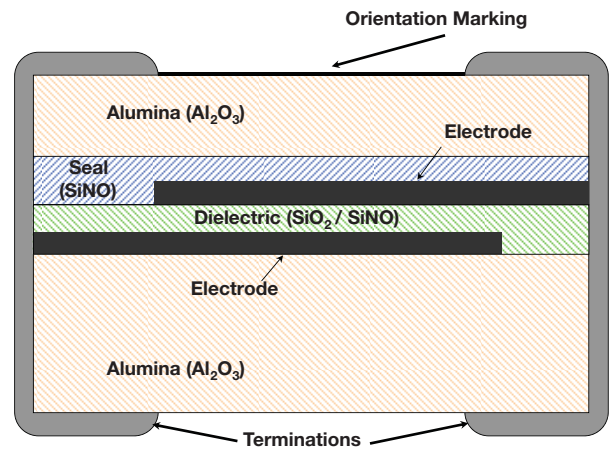 Orientation Marking
Alumina (Al₂O₃)
Electrode
Seal
(SiNO)
Dielectric (SiO₂ / SiNO)
Electrode
Alumina (Al₂O₃)
Terminations